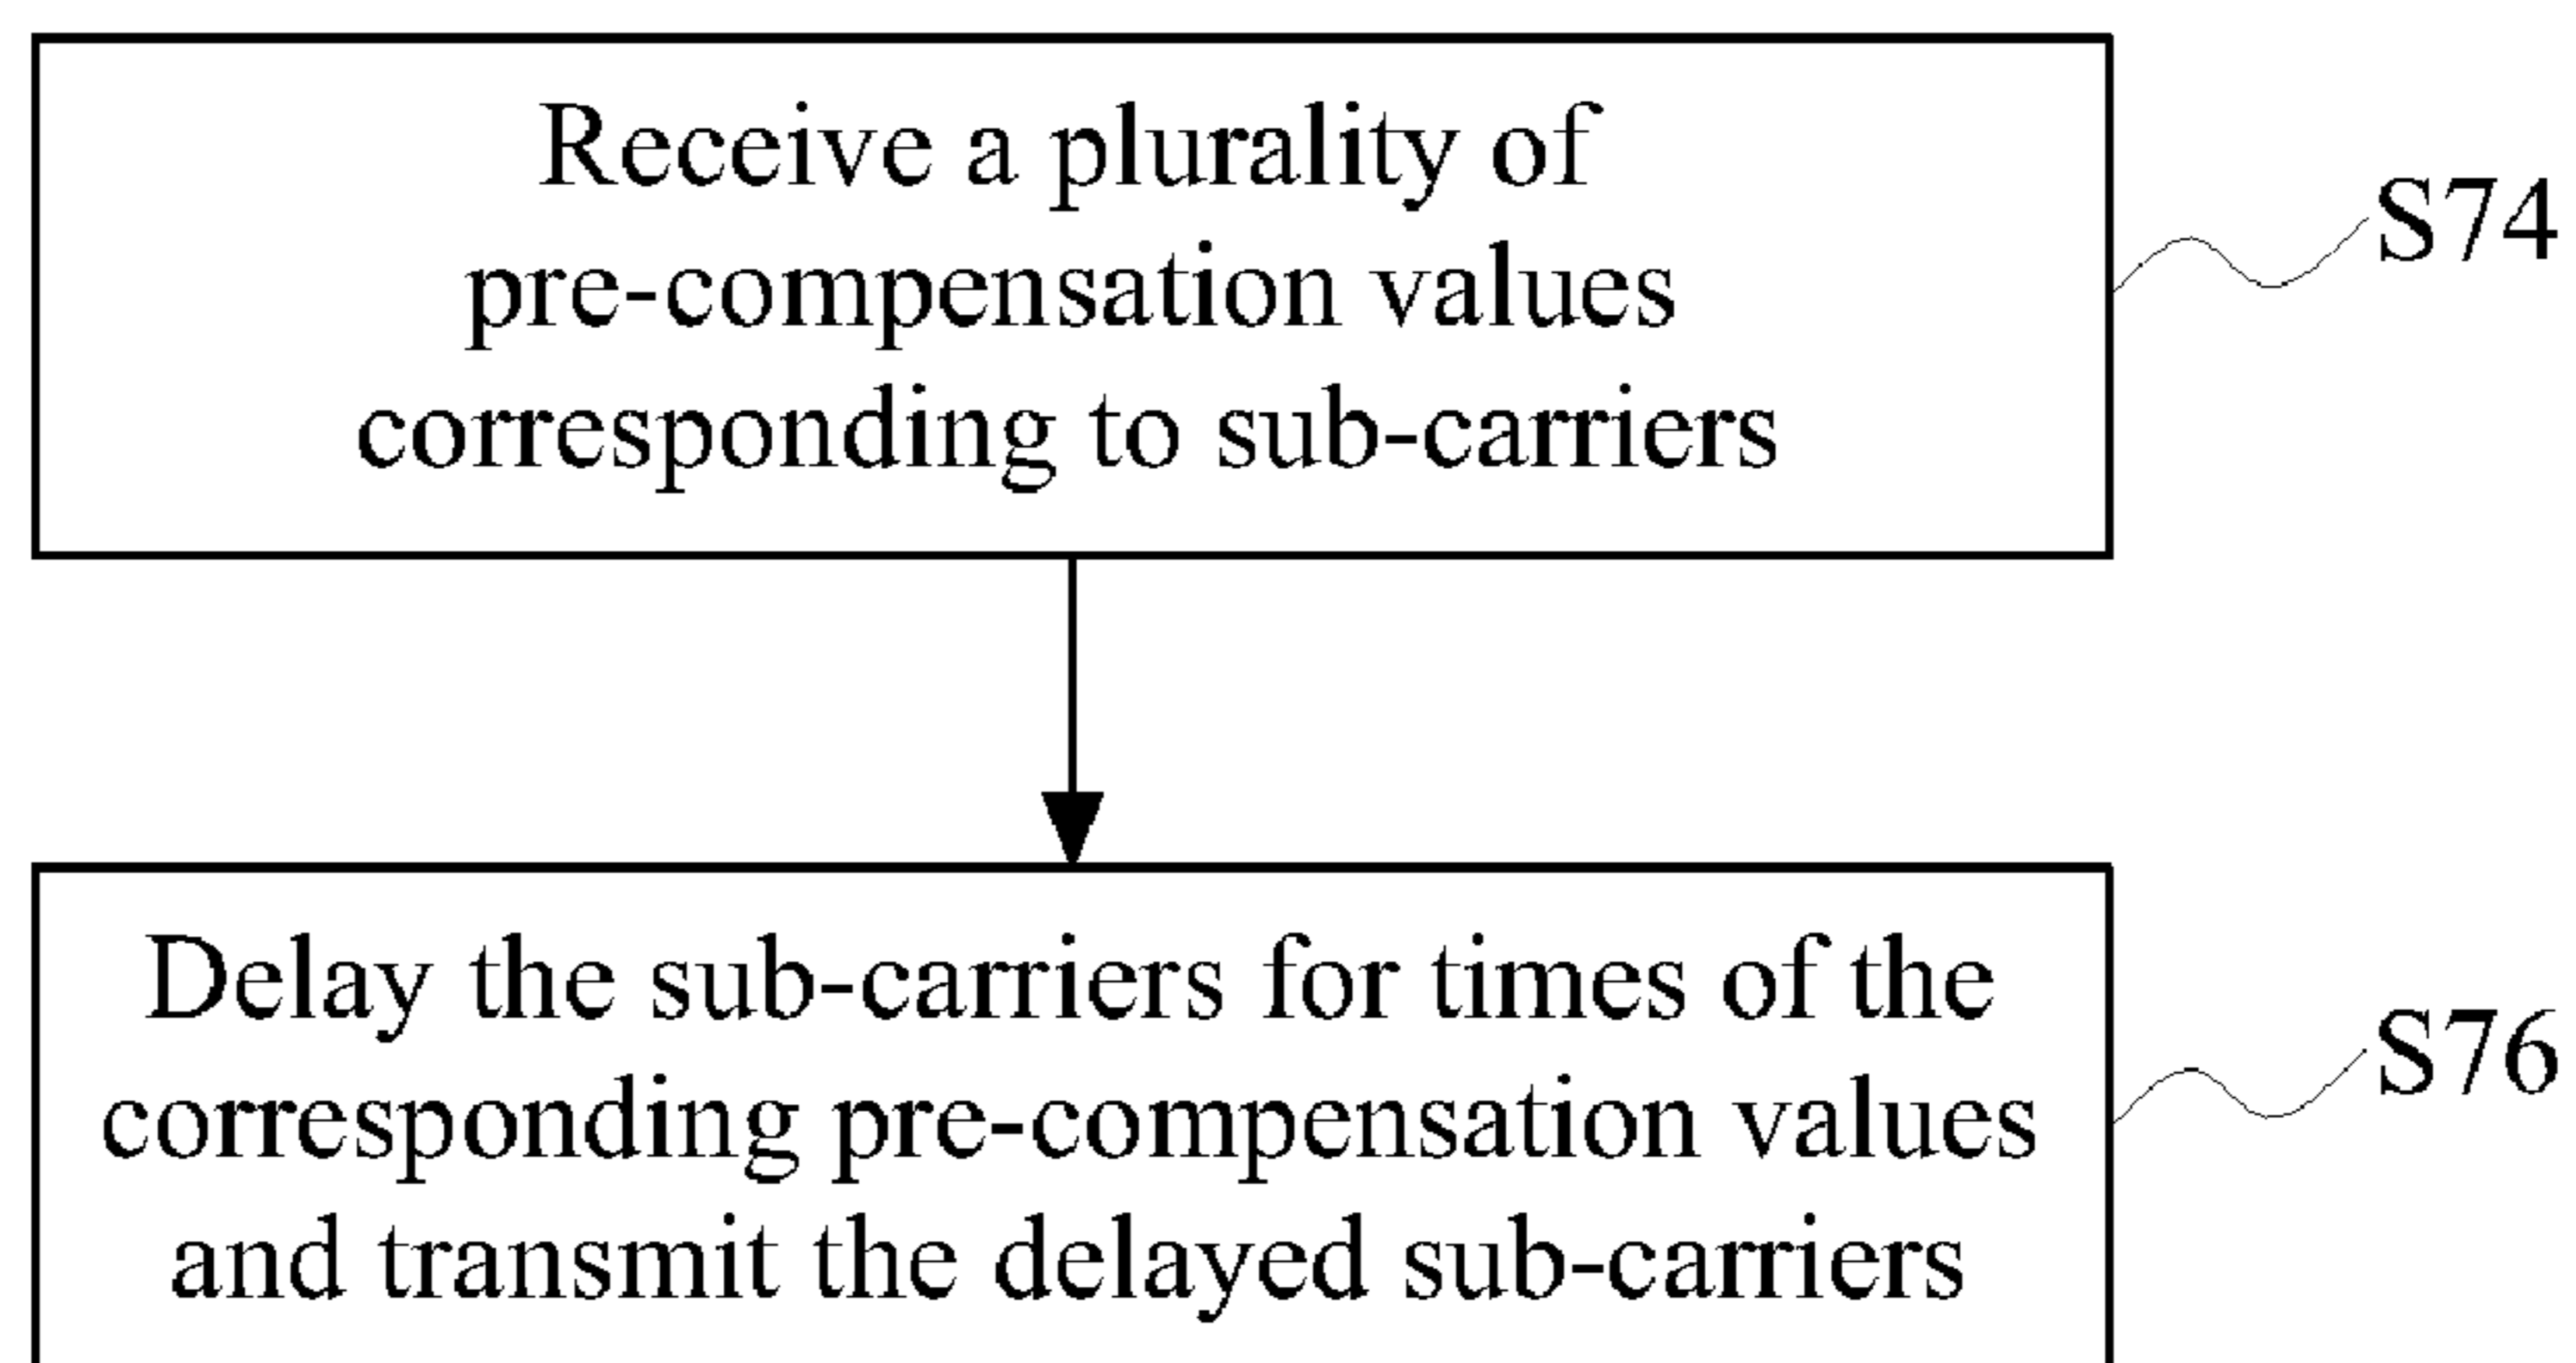 Receive a plurality of
pre-compensation values
corresponding to sub-carriers
S74
Delay the sub-carriers for times of the
corresponding pre-compensation values
and transmit the delayed sub-carriers
S76